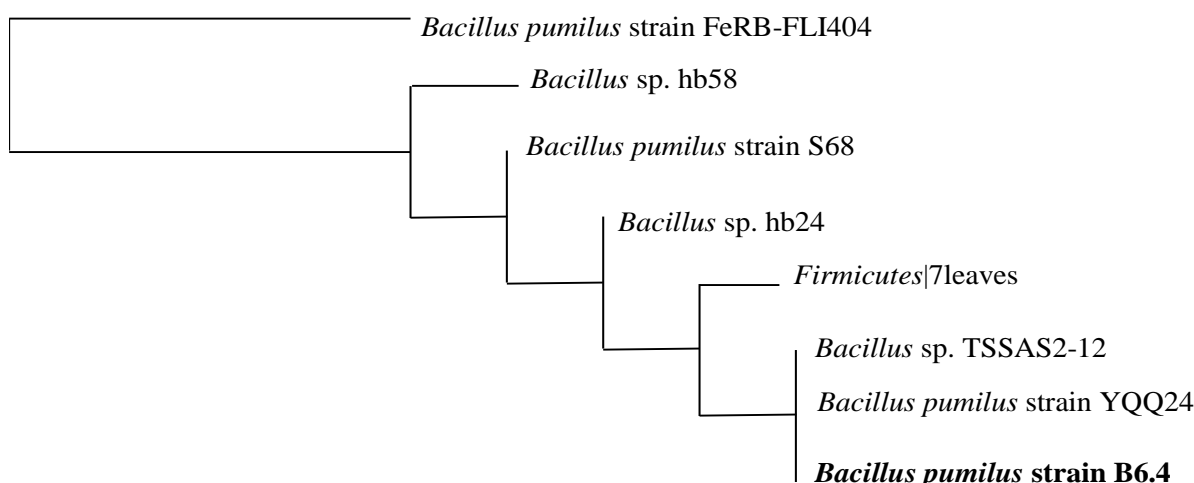 Bacillus pumilus strain FeRB-FLI404
Bacillus sp. hb58
Bacillus pumilus strain S68
Bacillus sp. hb24
Firmicutes|7leaves
Bacillus sp. TSSAS2-12
Bacillus pumilus strain YQQ24
Bacillus pumilus strain B6.4